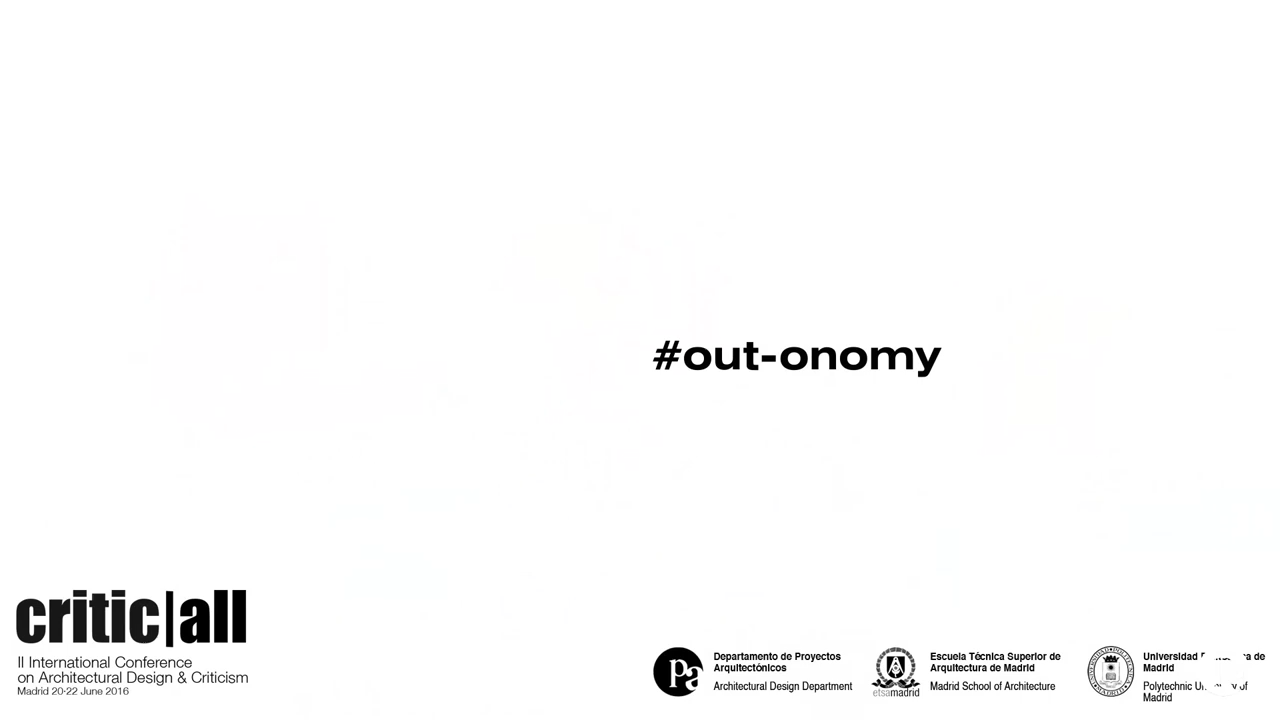 #out-onomy
critic|all
II International Conference
on Architectural Design & Criticism
Madrid 20-22 June 2016
pa
Departamento de Proyectos
Arquitectónicos
Architectural Design Department
etsamadrid
Escuela Técnica Superior de
Arquitectura de Madrid
Madrid School of Architecture
Universidad de
Madrid
Polytechnic of
Madrid